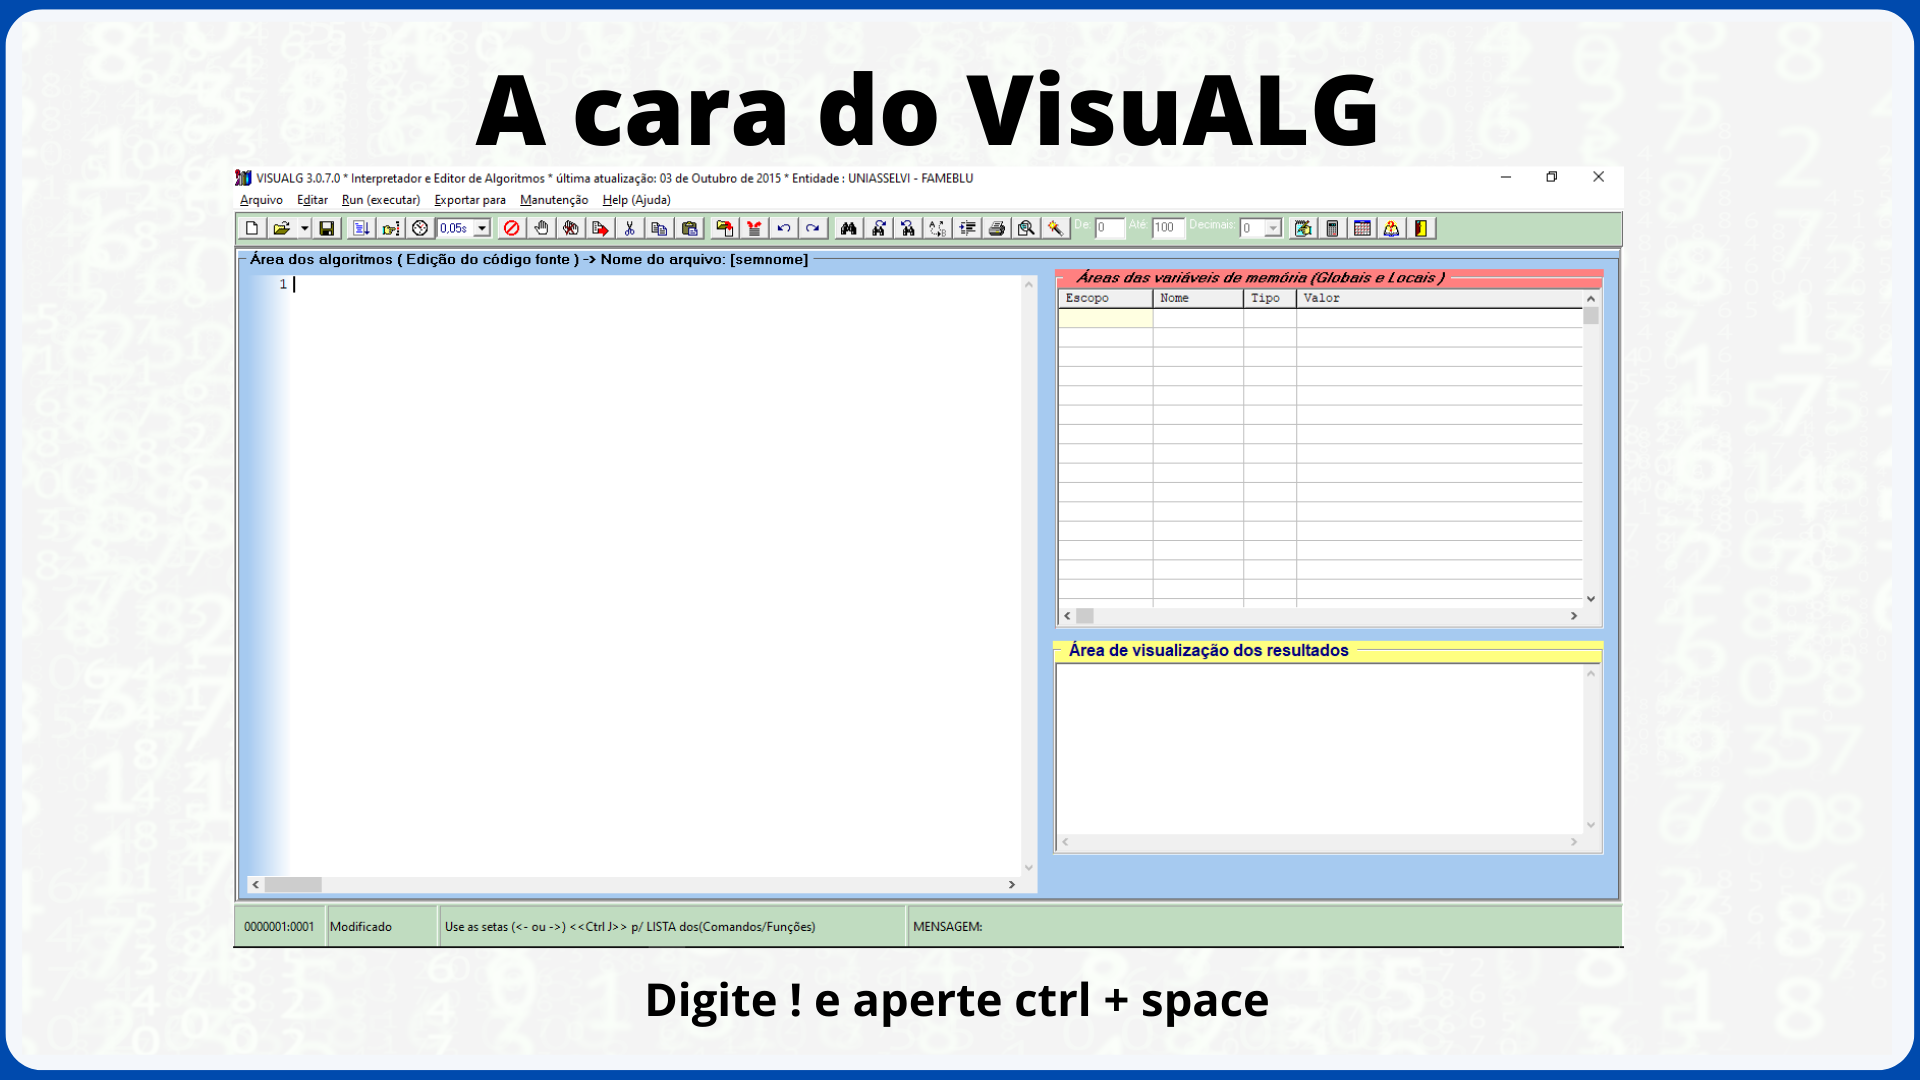 A cara do VisuALG
VISUALG 3.0.7.0 * Interpretador e Editor de Algoritmos * última atualização: 03 de Outubro de 2015 * Entidade : UNIASSELVI - FAMEBLU
Arquivo Editar Run (executar) Exportar para Manutenção Help (Ajuda)
0,05s De: 0 Até: 100 Decimais: 0
Área dos algoritmos ( Edição do código fonte ) -> Nome do arquivo: [semnome]
1
Áreas das variáveis de memória (Globais e Locais )
Escopo Nome Tipo Valor
Área de visualização dos resultados
0000001:0001 Modificado Use as setas (<- ou ->) <<Ctrl J>> p/ LISTA dos(Comandos/Funções) MENSAGEM:
Digite ! e aperte ctrl + space